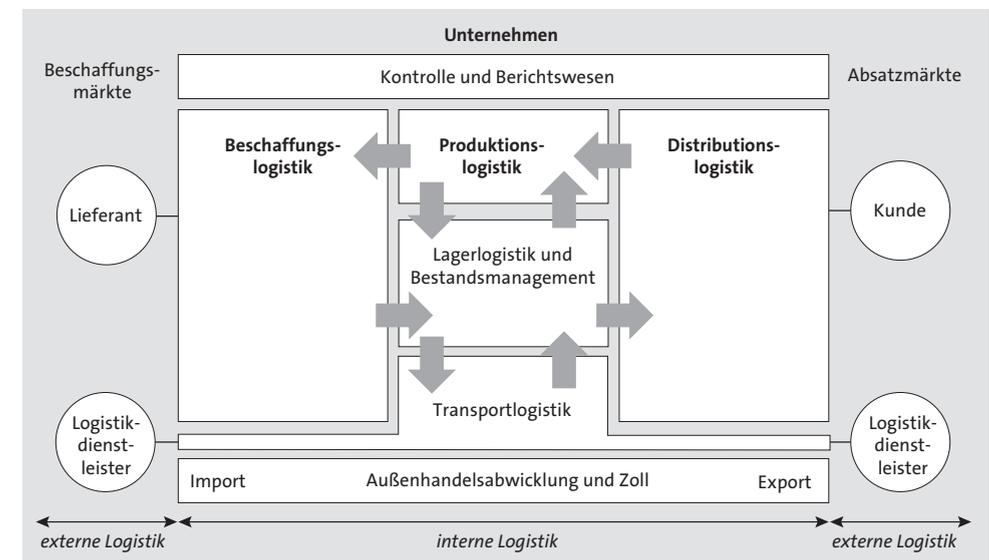 Unternehmen
Beschaffungs-
märkte
Kontrolle und Berichtswesen
Absatzmärkte
Beschaffungs-
logistik
Produktions-
logistik
Distributions-
logistik
Lieferant
Kunde
Lagerlogistik und
Bestandsmanagement
Transportlogistik
Logistik-
dienst-
leister
Logistik-
dienst-
leister
Import
Außenhandelsabwicklung und Zoll
Export
externe Logistik
interne Logistik
externe Logistik